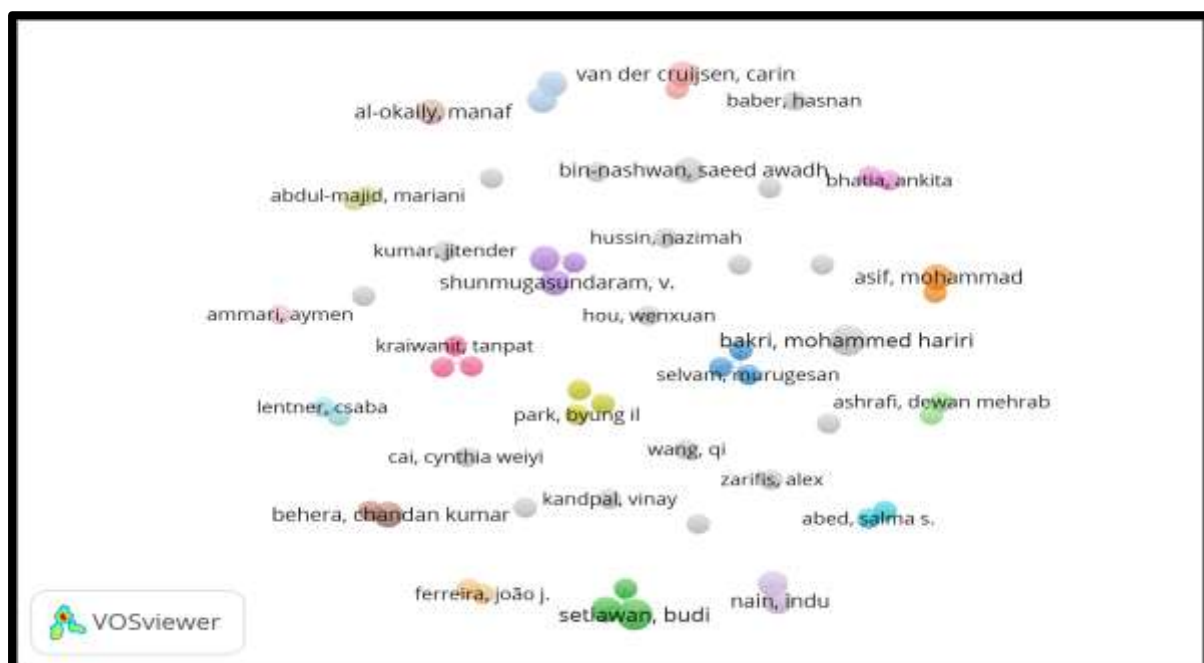 van der cruijsen, carin
baber, hasnan
al-okaily, manaf
bin-nashwan, saeed awadh
bhatia, ankita
abdul-majid, mariani
hussin, nazimah
kumar, jitender
asif, mohammad
shunmugasundaram, v.
ammari, aymen
hou, wenxuan
bakri, mohammed hariri
kraiwanit, tanpat
selvam, murugesan
ashrafi, dewan mehrab
lentner, csaba
park, byung il
wang, qi
cai, cynthia weiyi
zarifis, alex
kandpal, vinay
behera, chandan kumar
abed, salma s.
ferreira, joão j.
nain, indu
setiawan, budi
VOSviewer